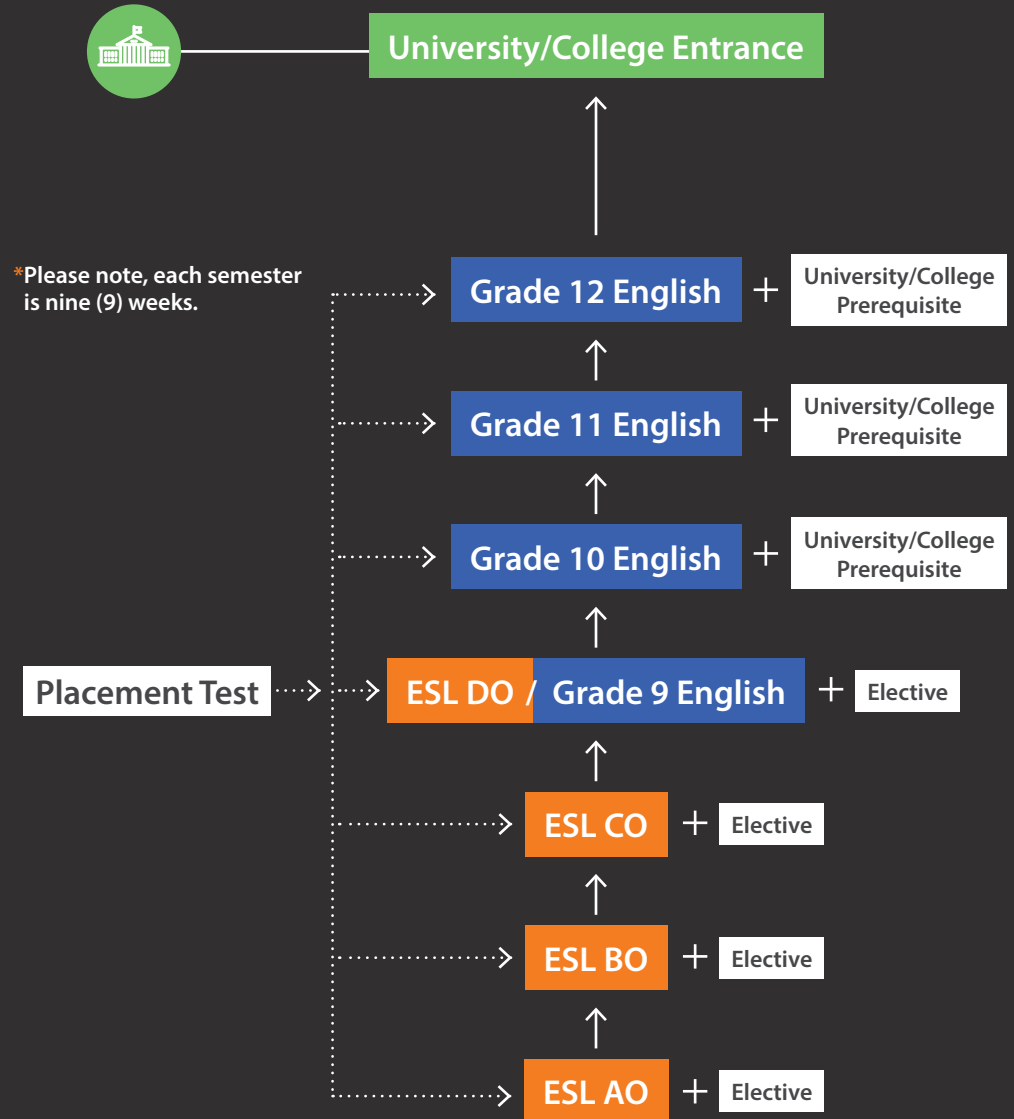 University/College Entrance
*Please note, each semester
is nine (9) weeks.
Grade 12 English + University/College
Prerequisite
Grade 11 English + University/College
Prerequisite
Grade 10 English + University/College
Prerequisite
Placement Test
ESL DO / Grade 9 English + Elective
ESL CO + Elective
ESL BO + Elective
ESL AO + Elective